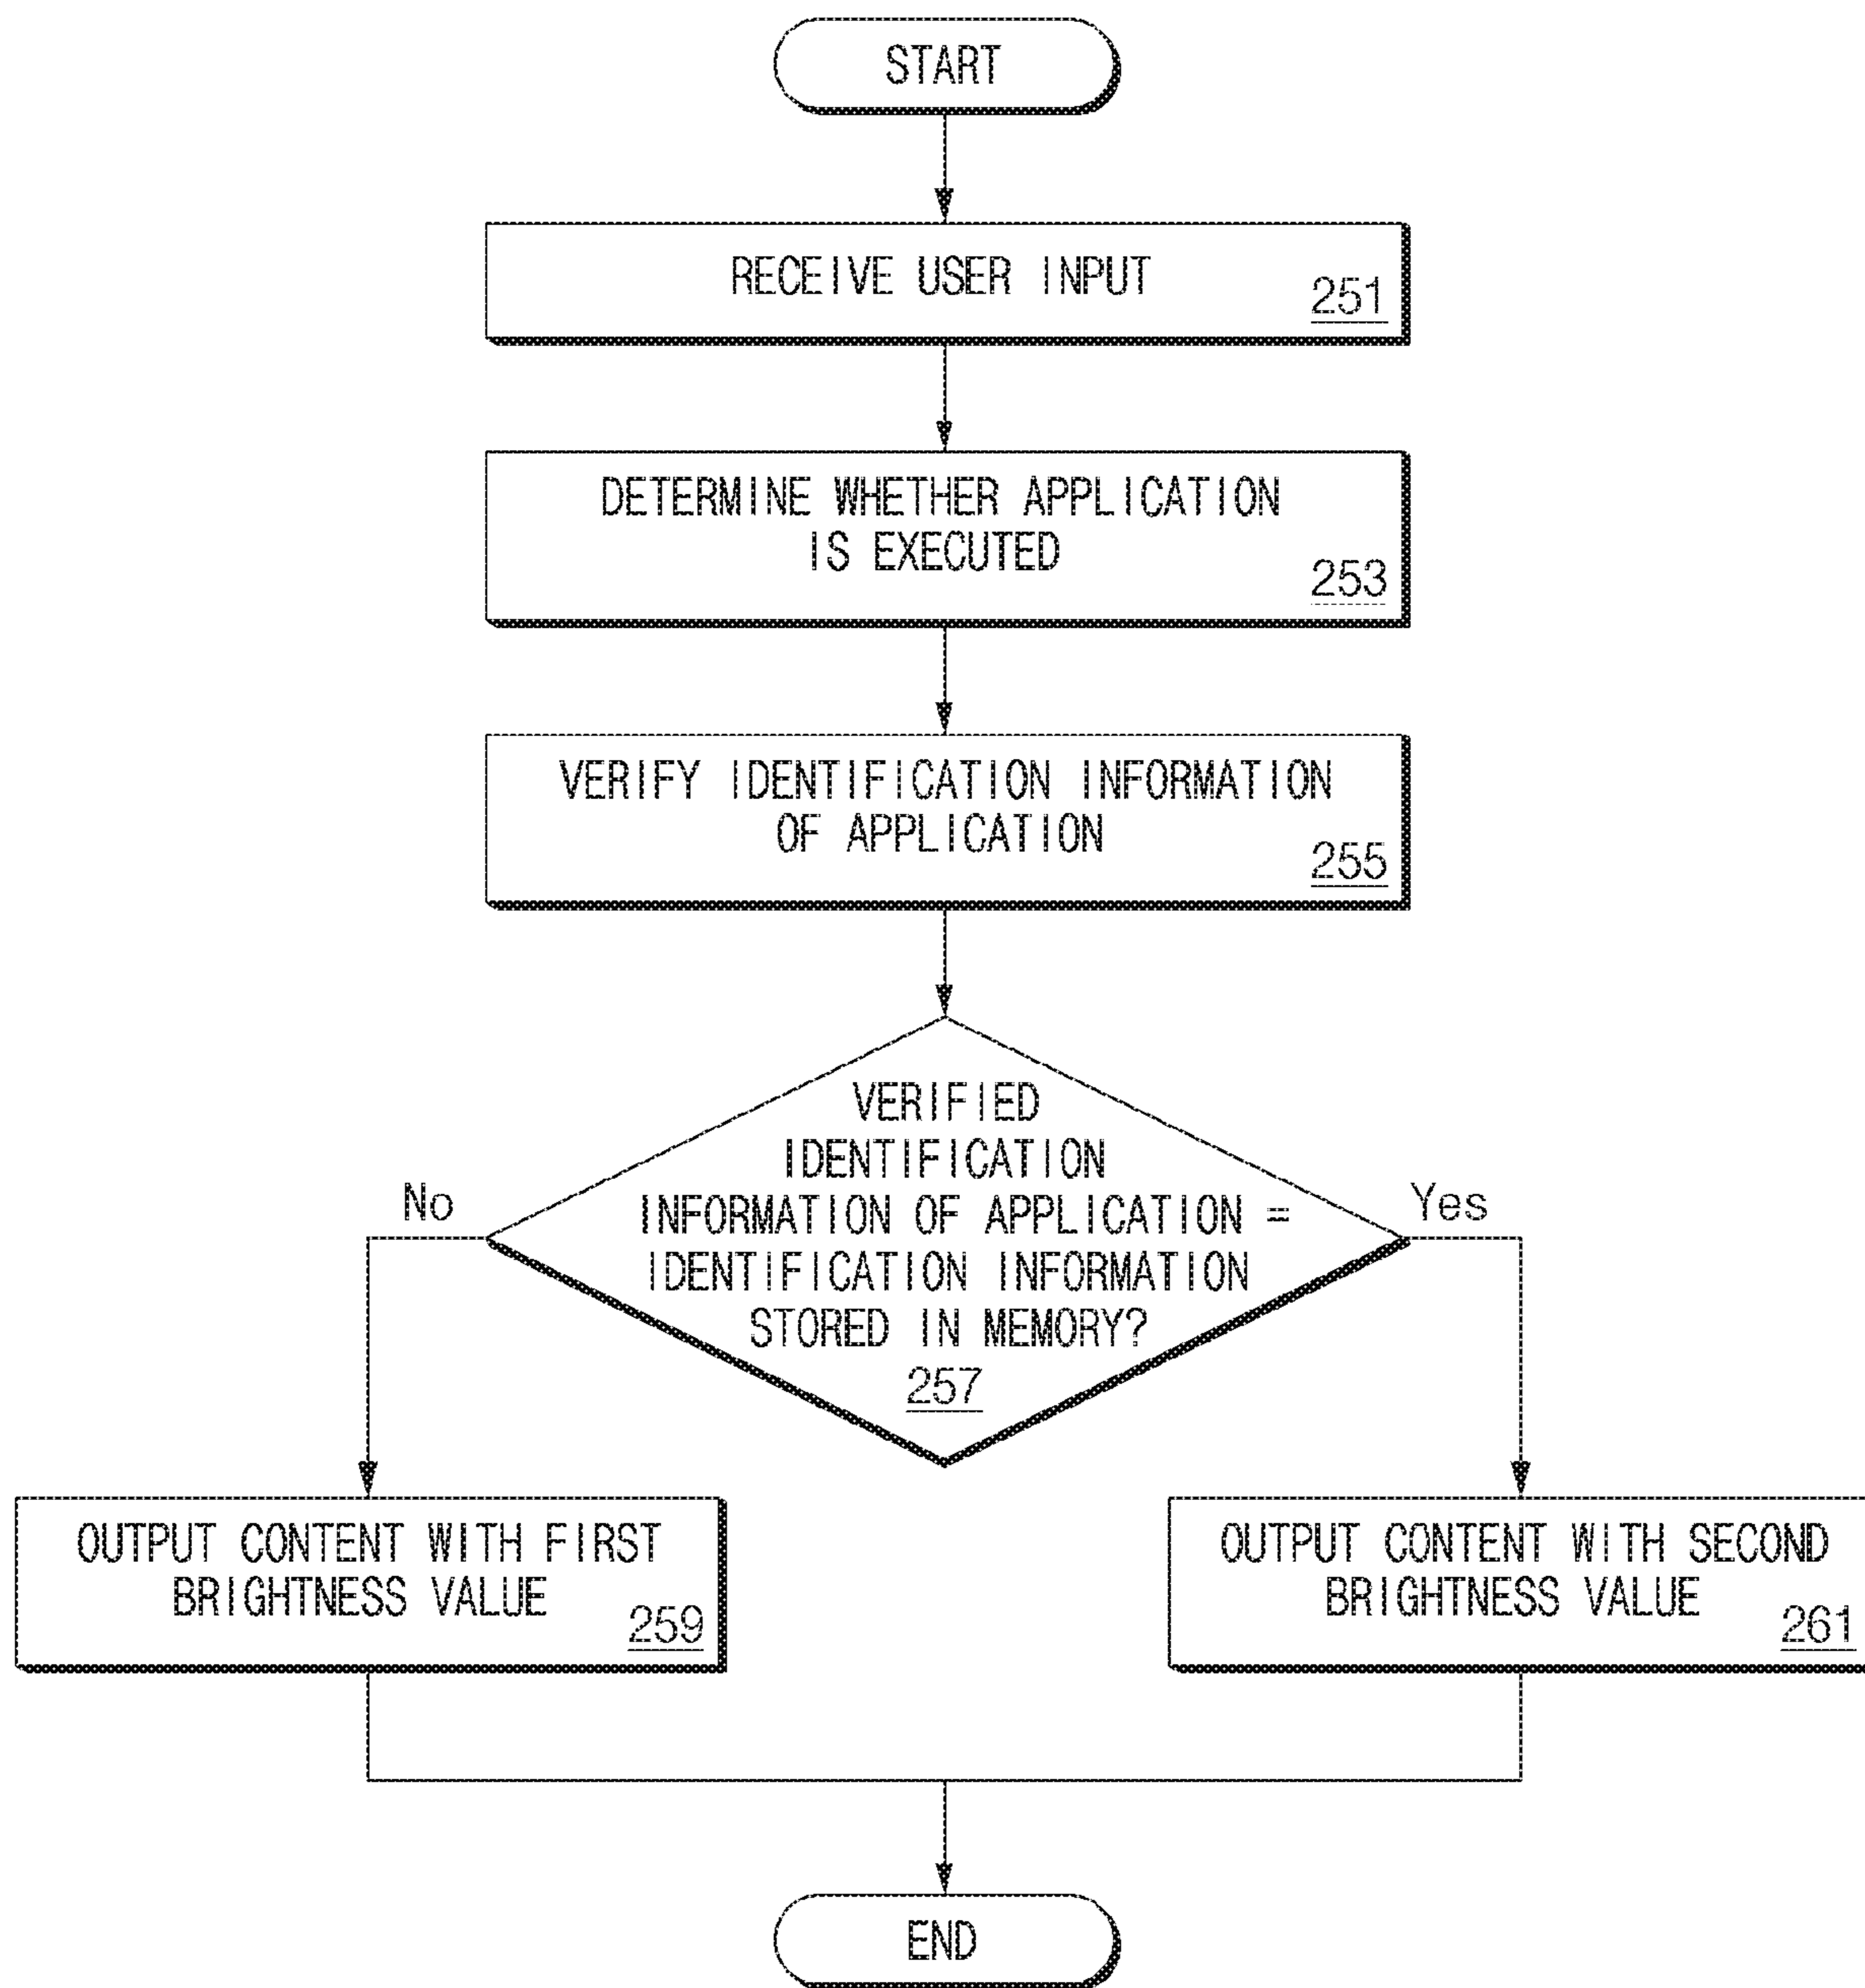 START
RECEIVE USER INPUT
251
DETERMINE WHETHER APPLICATION
IS EXECUTED
253
VERIFY IDENTIFICATION INFORMATION
OF APPLICATION
255
VERIFIED
IDENTIFICATION
INFORMATION OF APPLICATION =
IDENTIFICATION INFORMATION
STORED IN MEMORY?
257
No
Yes
OUTPUT CONTENT WITH FIRST
BRIGHTNESS VALUE
259
OUTPUT CONTENT WITH SECOND
BRIGHTNESS VALUE
261
END